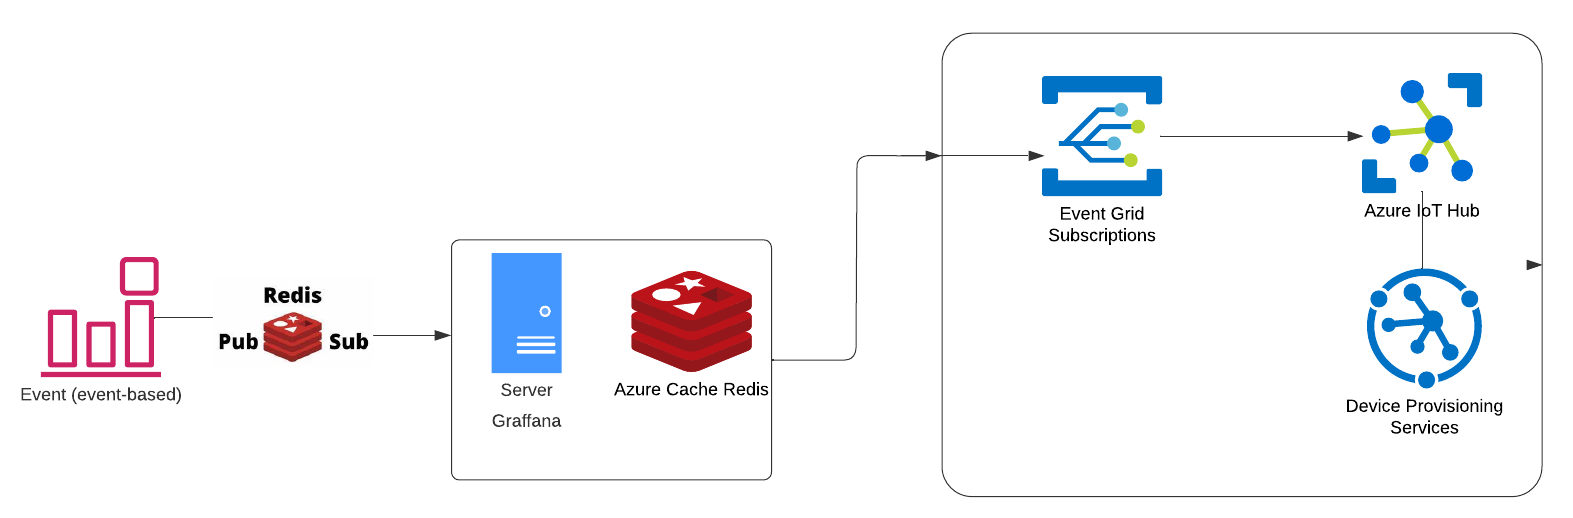 Event (event-based)
Redis
Pub Sub
Server
Graffana
Azure Cache Redis
Event Grid
Subscriptions
Azure IoT Hub
Device Provisioning
Services